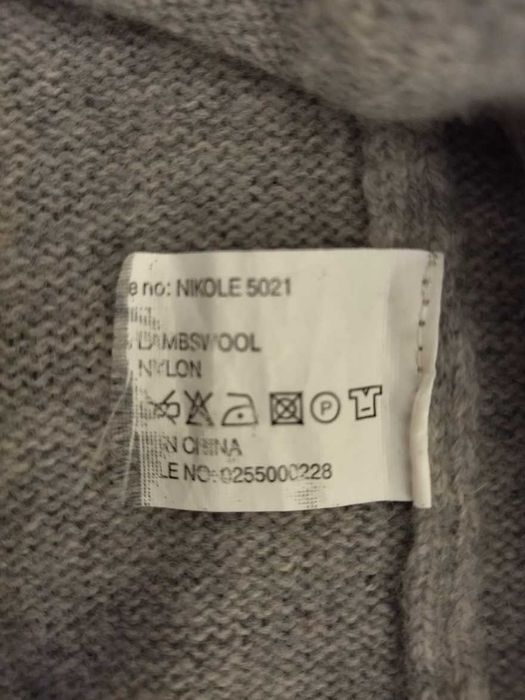 e no: NIKOLE 5021
LAMBSWOOL
NYLON
P
N CHINA
LE NO: 0255000228